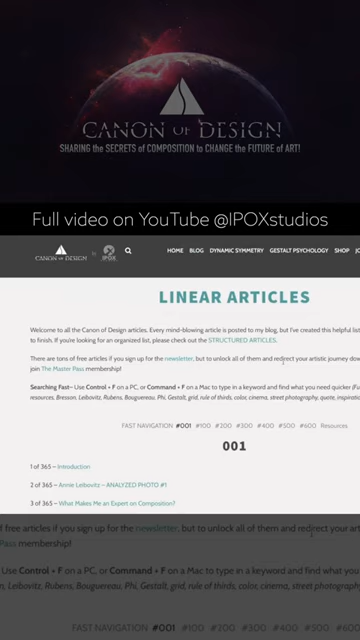 CANON OF DESIGN
SHARING the SECRETS of COMPOSITION to CHANGE the FUTURE of ART!
Full video on YouTube @IPOXstudios
CANON OF DESIGN by IPOX HOME BLOG DYNAMIC SYMMETRY GESTALT PSYCHOLOGY SHOP
LINEAR ARTICLES
Welcome to all the Canon of Design articles. Every mind-blowing article is posted to my blog, but I've created this helpful list
to finish. If you're looking for an organized list, please check out the STRUCTURED ARTICLES.
There are tons of free articles if you sign up for the newsletter, but to unlock all of them and redirect your artistic journey
join The Master Pass membership!
Searching Fast– Use Control + F on a PC, or Command + F on a Mac to type in a keyword and find what you need quicker
resources, Bresson, Leibovitz, Rubens, Bouguereau, Phi, Gestalt, grid, rule of thirds, color, cinema, street photography, quote,
FAST NAVIGATION #001 #100 #200 #300 #400 #500 #600 Resources
001
1 of 365 – Introduction
2 of 365 – Annie Leibovitz – ANALYZED PHOTO #1
3 of 365 – What Makes Me an Expert on Composition?
of free articles if you sign up for the newsletter, but to unlock all of them and redirect your
Pass membership!
Use Control + F on a PC, or Command + F on a Mac to type in a keyword and find
Leibovitz, Rubens, Bouguereau, Phi, Gestalt, grid, rule of thirds, color, cinema, street
FAST NAVIGATION #001 #100 #200 #300 #400 #500